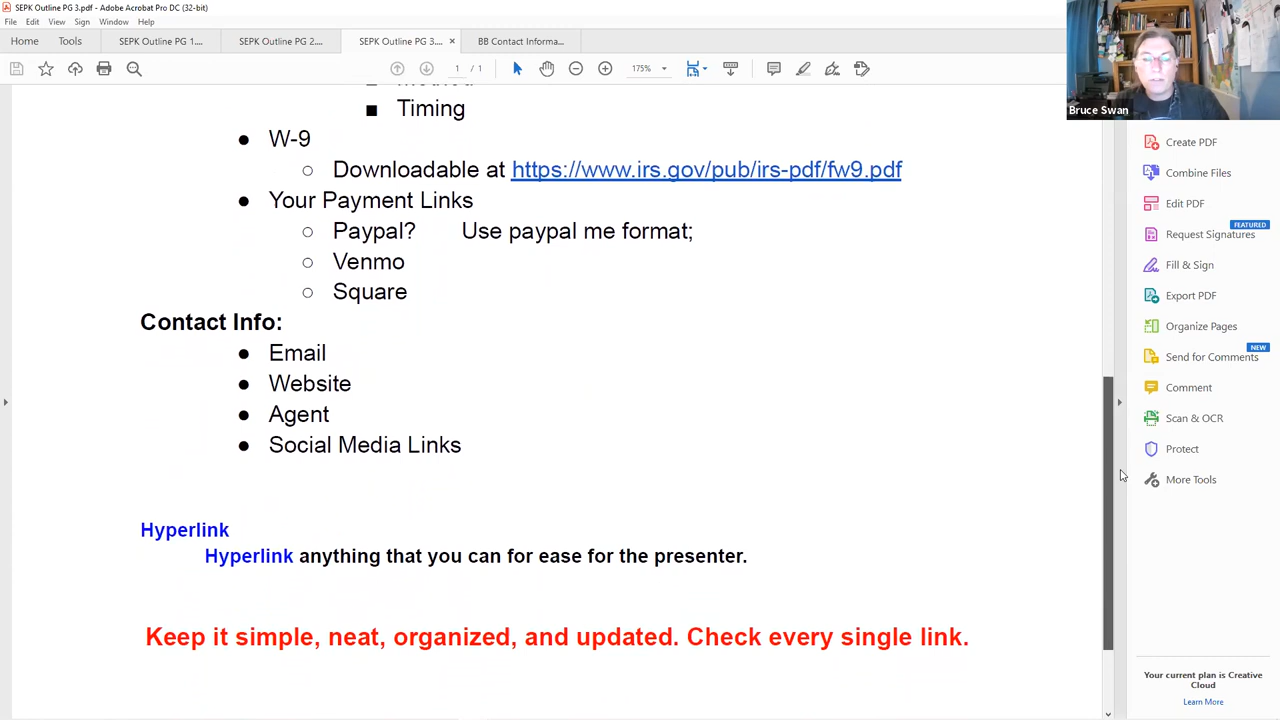 SEPK Outline PG 3.pdf - Adobe Acrobat Pro DC (32-bit)
File Edit View Sign Window Help
Home Tools SEPK Outline PG 1.... SEPK Outline PG 2.... SEPK Outline PG 3.... × BB Contact Informa...
1 / 1 175%
Bruce Swan
Method
■ Timing
● W-9
○ Downloadable at https://www.irs.gov/pub/irs-pdf/fw9.pdf
● Your Payment Links
○ Paypal? Use paypal me format;
○ Venmo
○ Square
Contact Info:
● Email
● Website
● Agent
● Social Media Links
Hyperlink
Hyperlink anything that you can for ease for the presenter.
Keep it simple, neat, organized, and updated. Check every single link.
Create PDF
Combine Files
Edit PDF
FEATURED
Request Signatures
Fill & Sign
Export PDF
Organize Pages
NEW
Send for Comments
Comment
Scan & OCR
Protect
More Tools
Your current plan is Creative
Cloud
Learn More